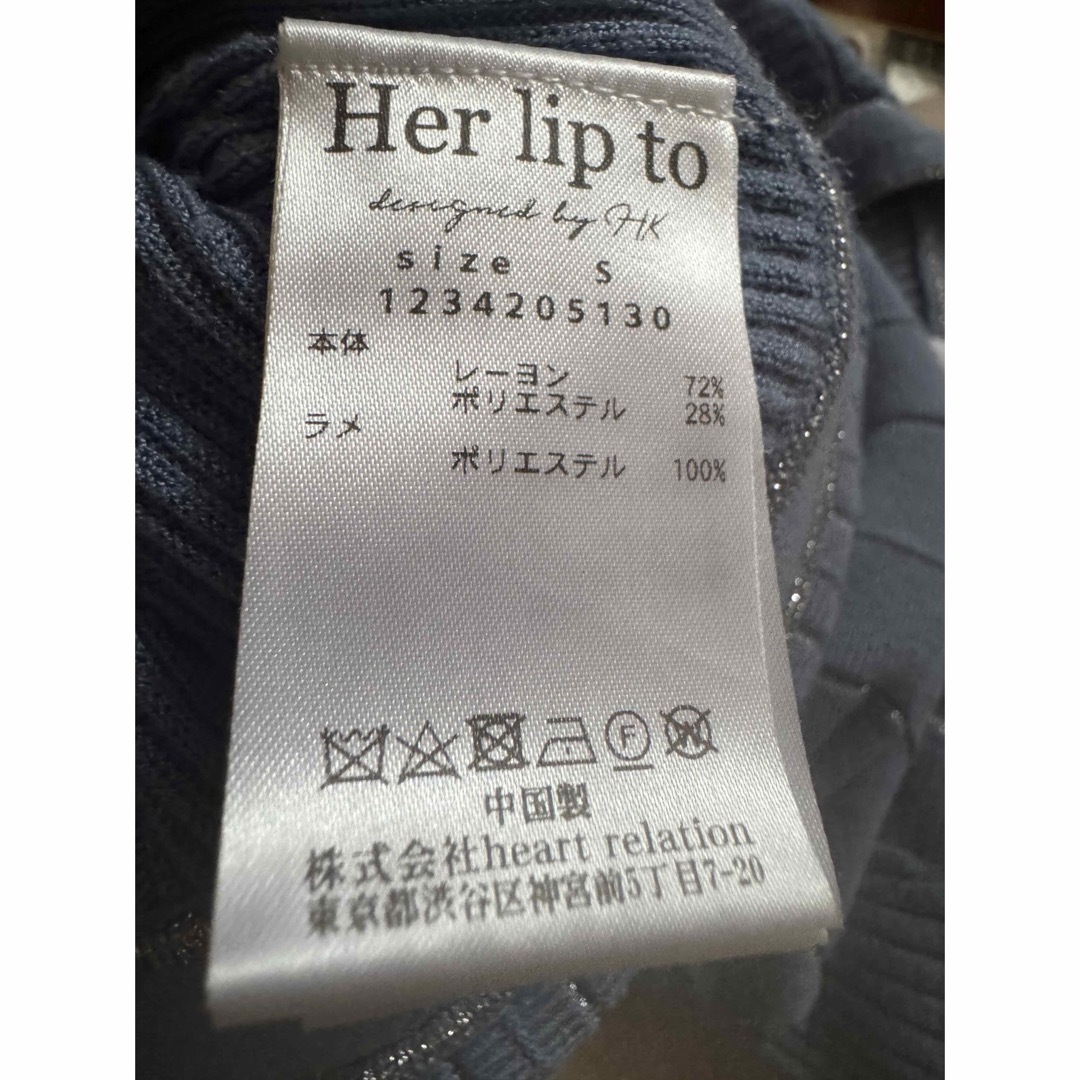 Her lip to
designed by HK
size S
1234205130
本体
レーヨン 72%
ポリエステル 28%
ラメ
ポリエステル 100%
F
W
中国製
株式会社heart relation
東京都渋谷区神宮前5丁目7-20